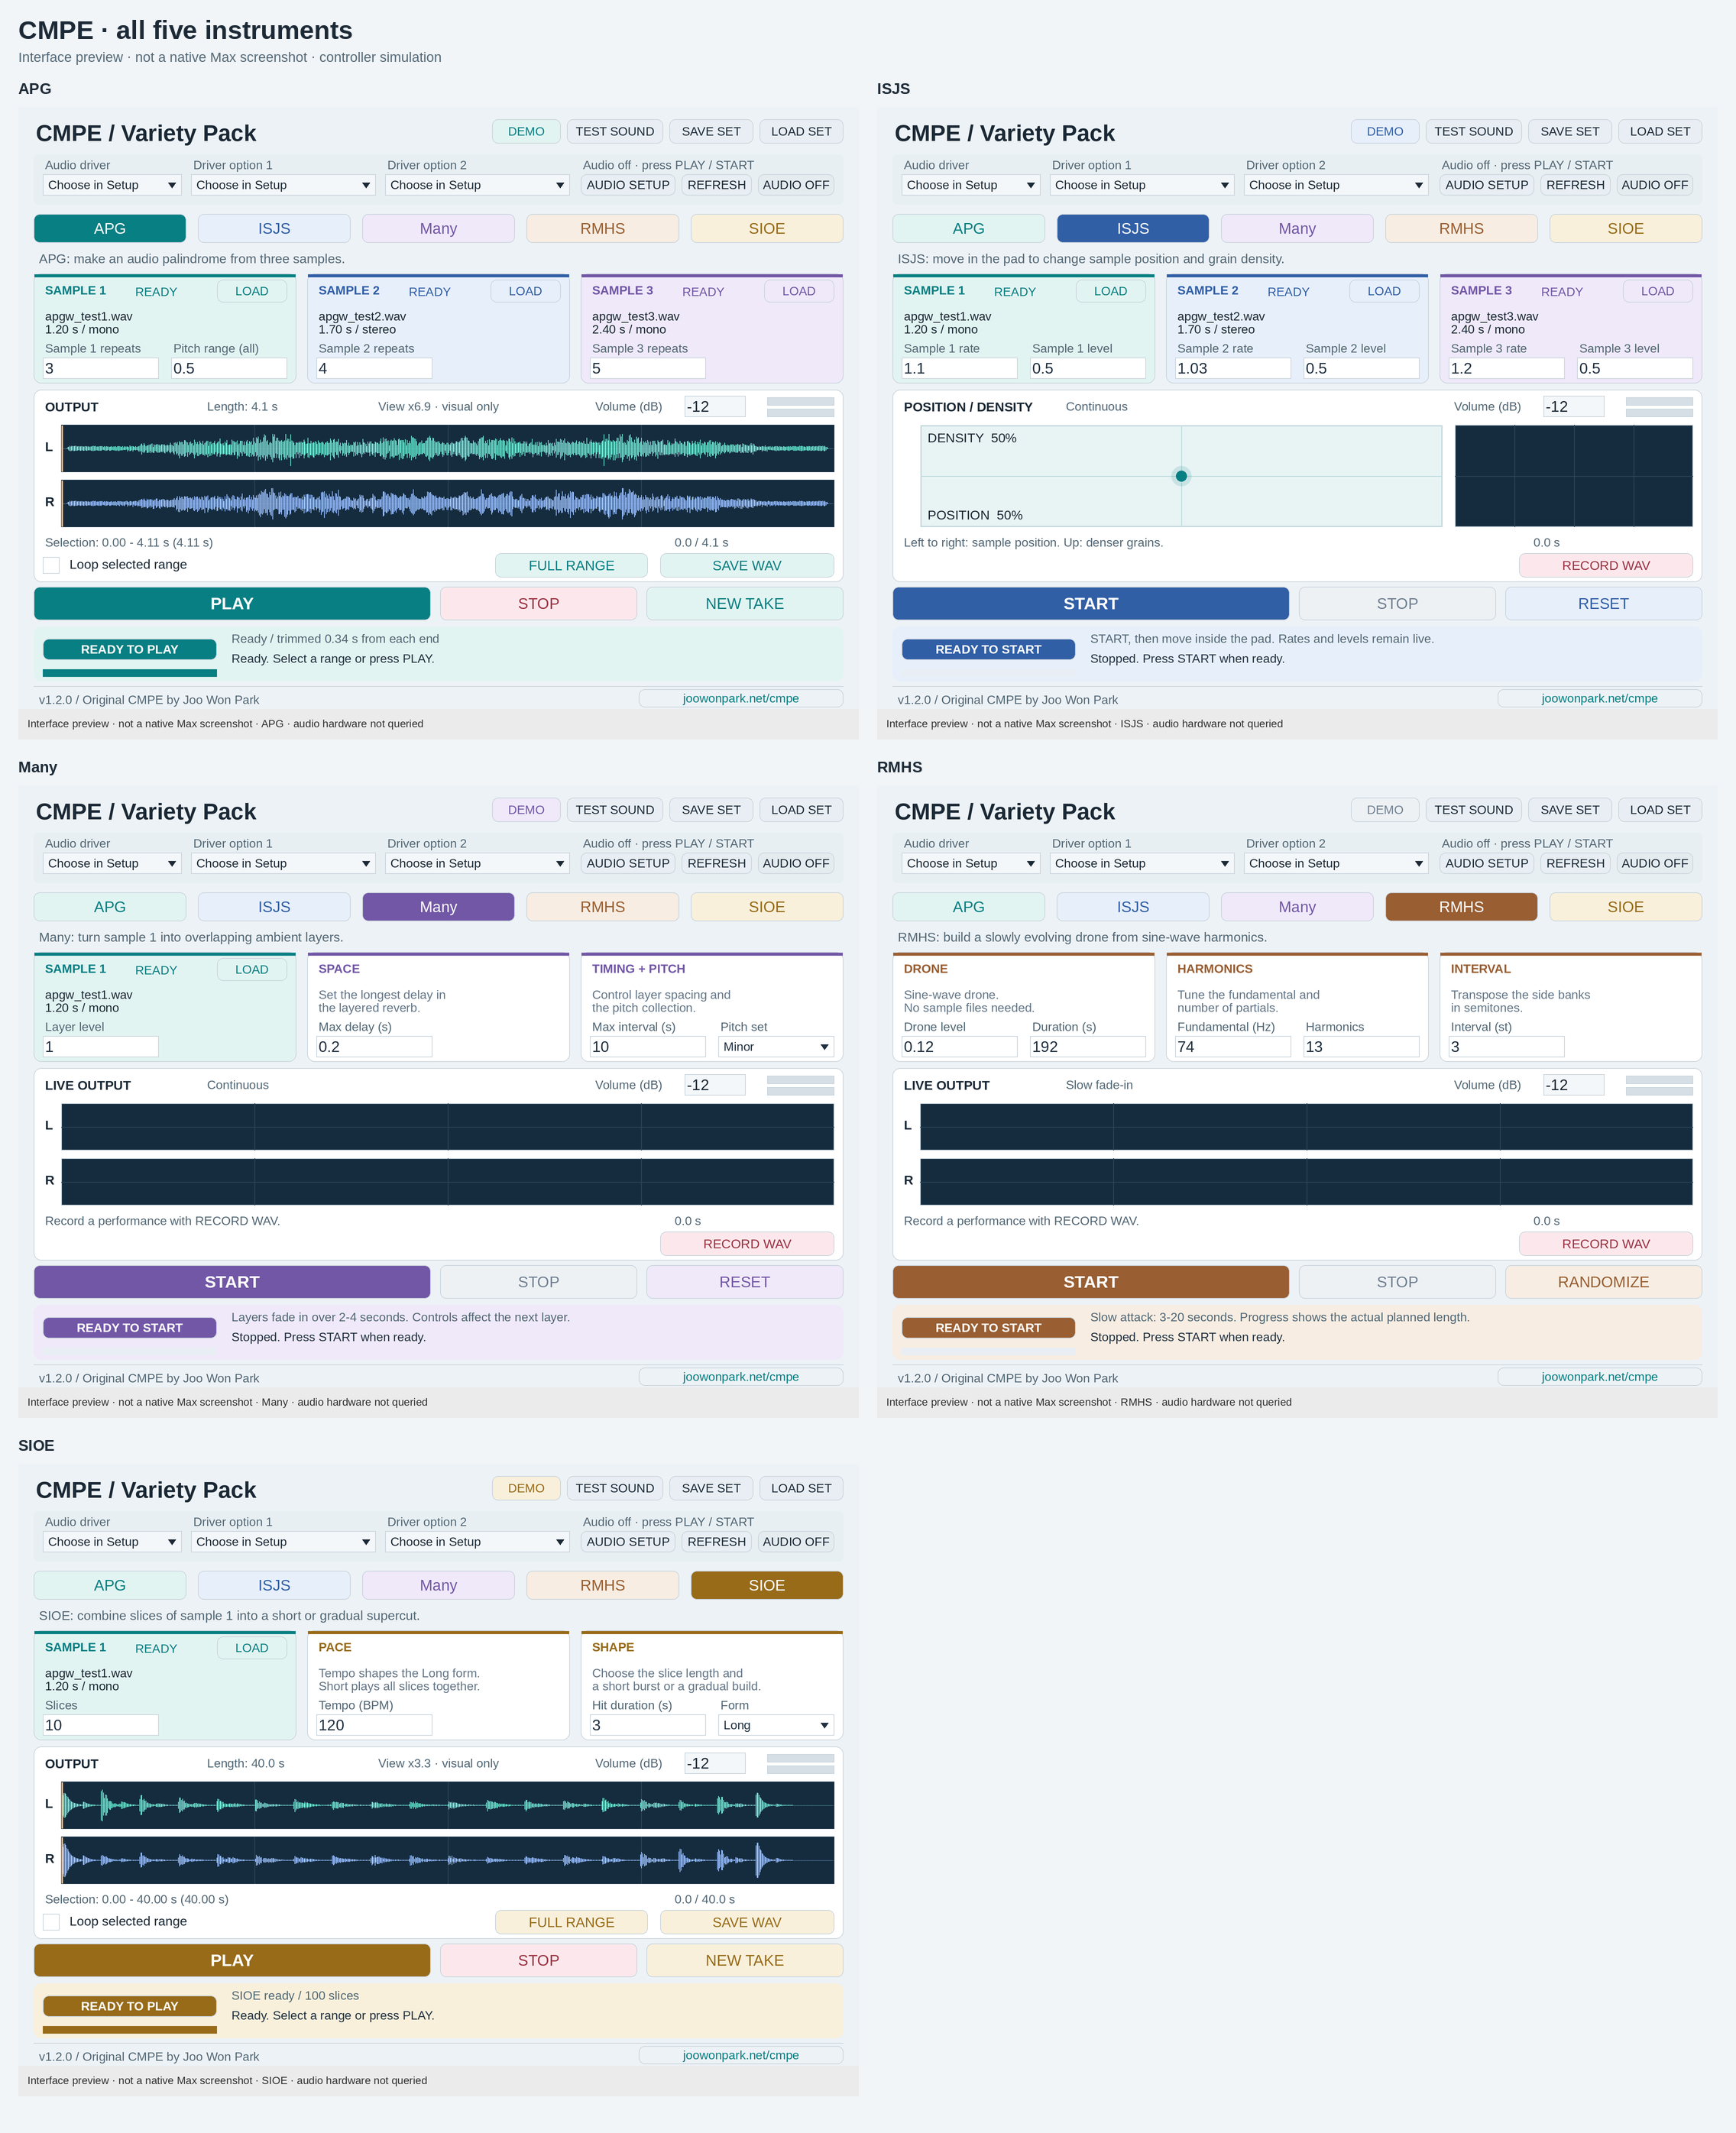 CMPE · all five instruments
Interface preview · not a native Max screenshot · controller simulation
APG
CMPE / Variety Pack
DEMO
TEST SOUND
SAVE SET
LOAD SET
Audio driver
Driver option 1
Driver option 2
Audio off · press PLAY / START
Choose in Setup
Choose in Setup
Choose in Setup
AUDIO SETUP
REFRESH
AUDIO OFF
APG
ISJS
Many
RMHS
SIOE
APG: make an audio palindrome from three samples.
SAMPLE 1
READY
LOAD
apgw_test1.wav
1.20 s / mono
Sample 1 repeats
Pitch range (all)
3
0.5
SAMPLE 2
READY
LOAD
apgw_test2.wav
1.70 s / stereo
Sample 2 repeats
4
SAMPLE 3
READY
LOAD
apgw_test3.wav
2.40 s / mono
Sample 3 repeats
5
OUTPUT
Length: 4.1 s
View x6.9 · visual only
Volume (dB)
-12
L
R
Selection: 0.00 - 4.11 s (4.11 s)
0.0 / 4.1 s
Loop selected range
FULL RANGE
SAVE WAV
PLAY
STOP
NEW TAKE
READY TO PLAY
Ready / trimmed 0.34 s from each end
Ready. Select a range or press PLAY.
v1.2.0 / Original CMPE by Joo Won Park
joowonpark.net/cmpe
Interface preview · not a native Max screenshot · APG · audio hardware not queried
ISJS
CMPE / Variety Pack
DEMO
TEST SOUND
SAVE SET
LOAD SET
Audio driver
Driver option 1
Driver option 2
Audio off · press PLAY / START
Choose in Setup
Choose in Setup
Choose in Setup
AUDIO SETUP
REFRESH
AUDIO OFF
APG
ISJS
Many
RMHS
SIOE
ISJS: move in the pad to change sample position and grain density.
SAMPLE 1
READY
LOAD
apgw_test1.wav
1.20 s / mono
Sample 1 rate
Sample 1 level
1.1
0.5
SAMPLE 2
READY
LOAD
apgw_test2.wav
1.70 s / stereo
Sample 2 rate
Sample 2 level
1.03
0.5
SAMPLE 3
READY
LOAD
apgw_test3.wav
2.40 s / mono
Sample 3 rate
Sample 3 level
1.2
0.5
POSITION / DENSITY
Continuous
Volume (dB)
-12
DENSITY 50%
POSITION 50%
Left to right: sample position. Up: denser grains.
0.0 s
RECORD WAV
START
STOP
RESET
READY TO START
START, then move inside the pad. Rates and levels remain live.
Stopped. Press START when ready.
v1.2.0 / Original CMPE by Joo Won Park
joowonpark.net/cmpe
Interface preview · not a native Max screenshot · ISJS · audio hardware not queried
Many
CMPE / Variety Pack
DEMO
TEST SOUND
SAVE SET
LOAD SET
Audio driver
Driver option 1
Driver option 2
Audio off · press PLAY / START
Choose in Setup
Choose in Setup
Choose in Setup
AUDIO SETUP
REFRESH
AUDIO OFF
APG
ISJS
Many
RMHS
SIOE
Many: turn sample 1 into overlapping ambient layers.
SAMPLE 1
READY
LOAD
apgw_test1.wav
1.20 s / mono
Layer level
1
SPACE
Set the longest delay in
the layered reverb.
Max delay (s)
0.2
TIMING + PITCH
Control layer spacing and
the pitch collection.
Max interval (s)
Pitch set
10
Minor
LIVE OUTPUT
Continuous
Volume (dB)
-12
L
R
Record a performance with RECORD WAV.
0.0 s
RECORD WAV
START
STOP
RESET
READY TO START
Layers fade in over 2-4 seconds. Controls affect the next layer.
Stopped. Press START when ready.
v1.2.0 / Original CMPE by Joo Won Park
joowonpark.net/cmpe
Interface preview · not a native Max screenshot · Many · audio hardware not queried
RMHS
CMPE / Variety Pack
DEMO
TEST SOUND
SAVE SET
LOAD SET
Audio driver
Driver option 1
Driver option 2
Audio off · press PLAY / START
Choose in Setup
Choose in Setup
Choose in Setup
AUDIO SETUP
REFRESH
AUDIO OFF
APG
ISJS
Many
RMHS
SIOE
RMHS: build a slowly evolving drone from sine-wave harmonics.
DRONE
Sine-wave drone.
No sample files needed.
Drone level
Duration (s)
0.12
192
HARMONICS
Tune the fundamental and
number of partials.
Fundamental (Hz)
Harmonics
74
13
INTERVAL
Transpose the side banks
in semitones.
Interval (st)
3
LIVE OUTPUT
Slow fade-in
Volume (dB)
-12
L
R
Record a performance with RECORD WAV.
0.0 s
RECORD WAV
START
STOP
RANDOMIZE
READY TO START
Slow attack: 3-20 seconds. Progress shows the actual planned length.
Stopped. Press START when ready.
v1.2.0 / Original CMPE by Joo Won Park
joowonpark.net/cmpe
Interface preview · not a native Max screenshot · RMHS · audio hardware not queried
SIOE
CMPE / Variety Pack
DEMO
TEST SOUND
SAVE SET
LOAD SET
Audio driver
Driver option 1
Driver option 2
Audio off · press PLAY / START
Choose in Setup
Choose in Setup
Choose in Setup
AUDIO SETUP
REFRESH
AUDIO OFF
APG
ISJS
Many
RMHS
SIOE
SIOE: combine slices of sample 1 into a short or gradual supercut.
SAMPLE 1
READY
LOAD
apgw_test1.wav
1.20 s / mono
Slices
10
PACE
Tempo shapes the Long form.
Short plays all slices together.
Tempo (BPM)
120
SHAPE
Choose the slice length and
a short burst or a gradual build.
Hit duration (s)
Form
3
Long
OUTPUT
Length: 40.0 s
View x3.3 · visual only
Volume (dB)
-12
L
R
Selection: 0.00 - 40.00 s (40.00 s)
0.0 / 40.0 s
Loop selected range
FULL RANGE
SAVE WAV
PLAY
STOP
NEW TAKE
READY TO PLAY
SIOE ready / 100 slices
Ready. Select a range or press PLAY.
v1.2.0 / Original CMPE by Joo Won Park
joowonpark.net/cmpe
Interface preview · not a native Max screenshot · SIOE · audio hardware not queried